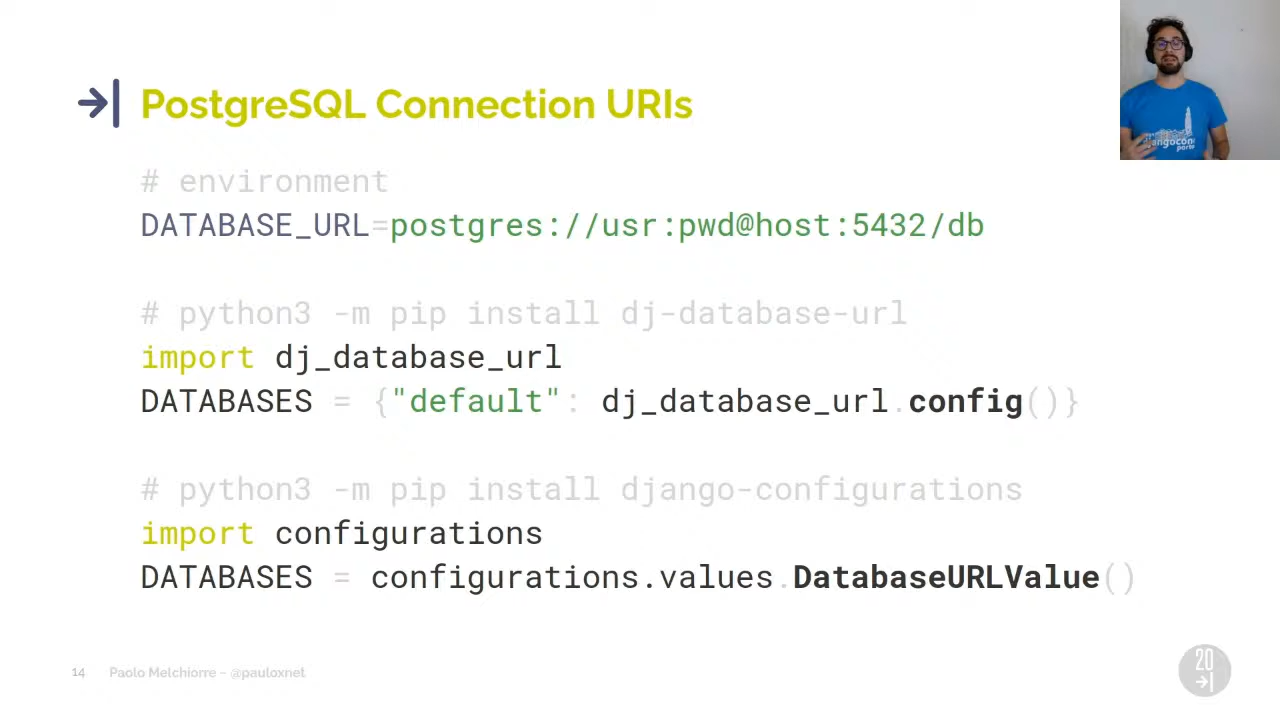 PostgreSQL Connection URIs
# environment
DATABASE_URL=postgres://usr:pwd@host:5432/db
# python3 -m pip install dj-database-url
import dj_database_url
DATABASES = {"default": dj_database_url.config()}
# python3 -m pip install django-configurations
import configurations
DATABASES = configurations.values.DatabaseURLValue()
14 Paolo Melchiorre - @pauloxnet
20